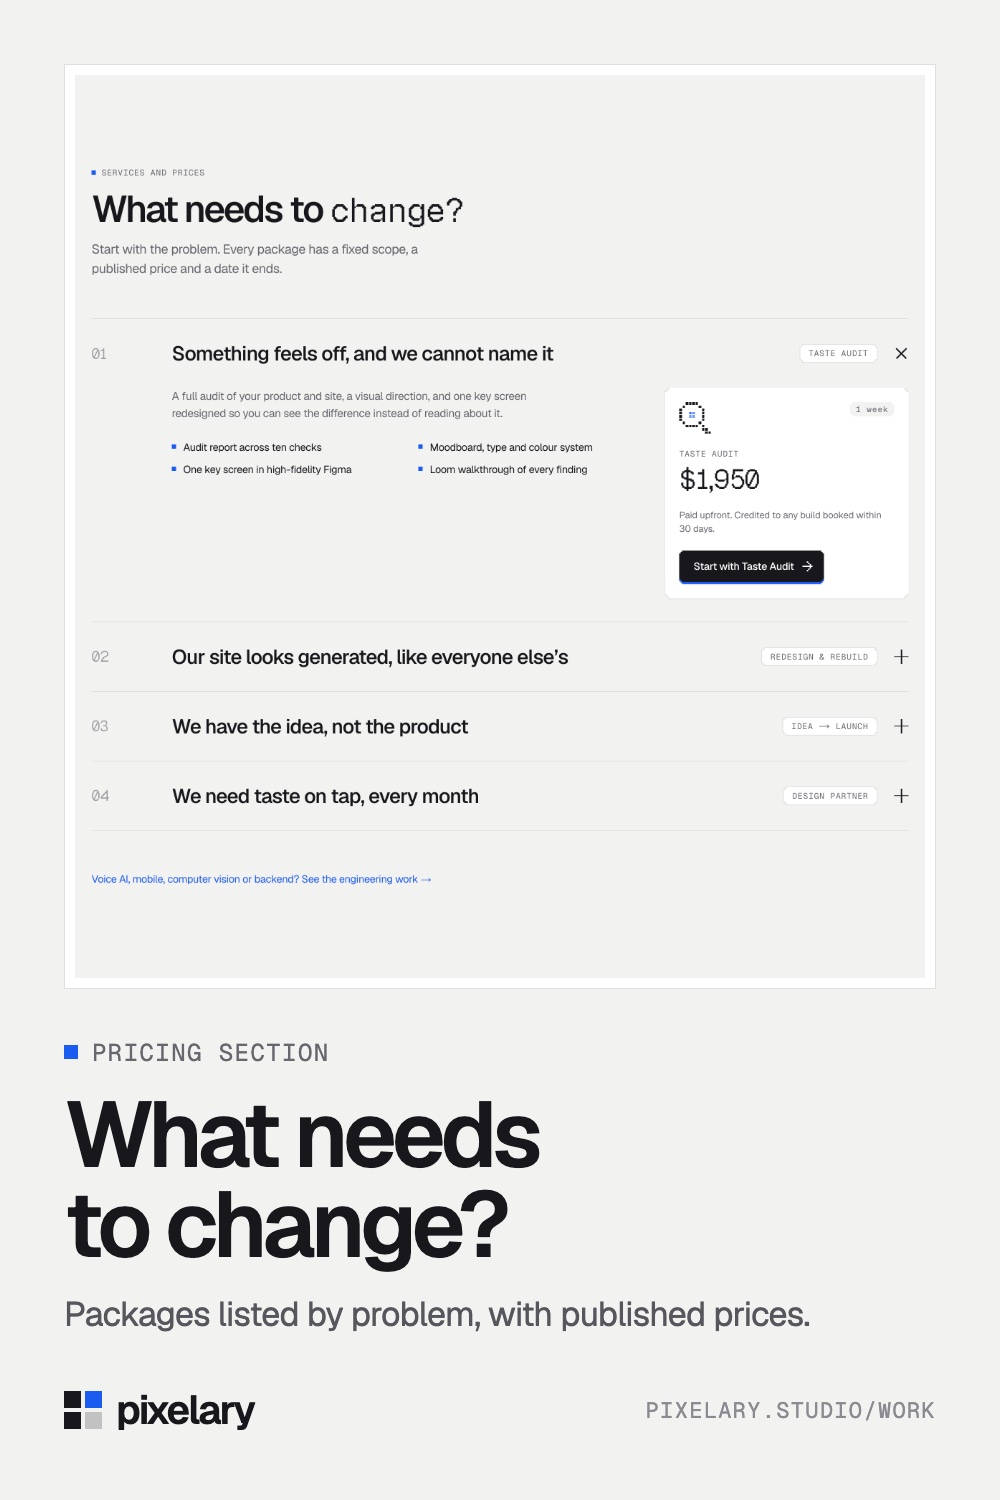 SERVICES AND PRICES
What needs to change?
Start with the problem. Every package has a fixed scope, a
published price and a date it ends.
01
Something feels off, and we cannot name it
TASTE AUDIT
A full audit of your product and site, a visual direction, and one key screen
redesigned so you can see the difference instead of reading about it.
Audit report across ten checks
Moodboard, type and colour system
One key screen in high-fidelity Figma
Loom walkthrough of every finding
1 week
TASTE AUDIT
$1,950
Paid upfront. Credited to any build booked within
30 days.
Start with Taste Audit →
02
Our site looks generated, like everyone else’s
REDESIGN & REBUILD
03
We have the idea, not the product
IDEA → LAUNCH
04
We need taste on tap, every month
DESIGN PARTNER
Voice AI, mobile, computer vision or backend? See the engineering work →
PRICING SECTION
What needs
to change?
Packages listed by problem, with published prices.
pixelary
PIXELARY.STUDIO/WORK